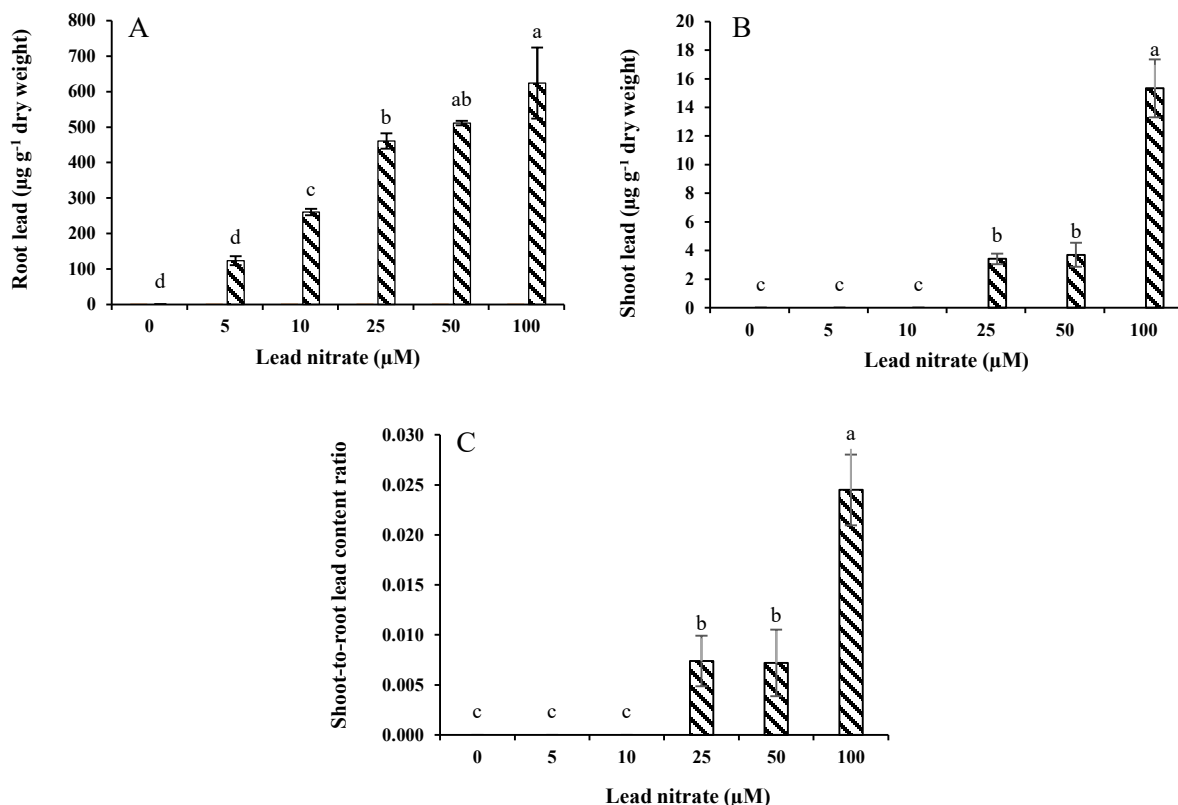 A
Root lead (µg g⁻¹ dry weight)
800
700
600
500
400
300
200
100
0
d
d
c
b
ab
a
0 5 10 25 50 100
Lead nitrate (µM)
B
Shoot lead (µg g⁻¹ dry weight)
20
18
16
14
12
10
8
6
4
2
0
c
c
c
b
b
a
0 5 10 25 50 100
Lead nitrate (µM)
C
Shoot-to-root lead content ratio
0.030
0.025
0.020
0.015
0.010
0.005
0.000
c
c
c
b
b
a
0 5 10 25 50 100
Lead nitrate (µM)